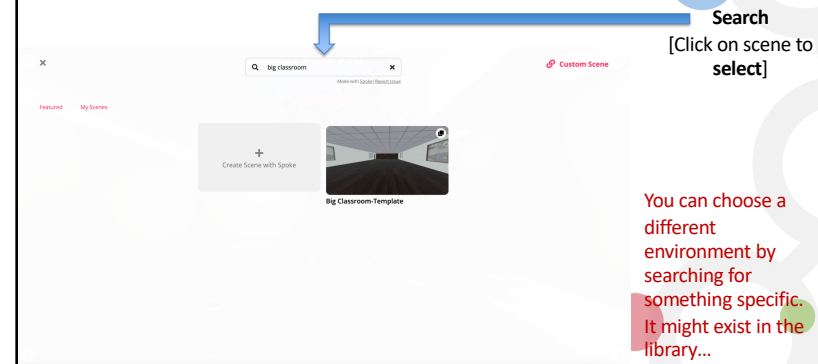 Search
[Click on scene to
select]
big classroom
Custom Scene
Made with Spoke | Report Issue
Featured
My Scenes
Create Scene with Spoke
Big Classroom-Template
You can choose a
different
environment by
searching for
something specific.
It might exist in the
library...